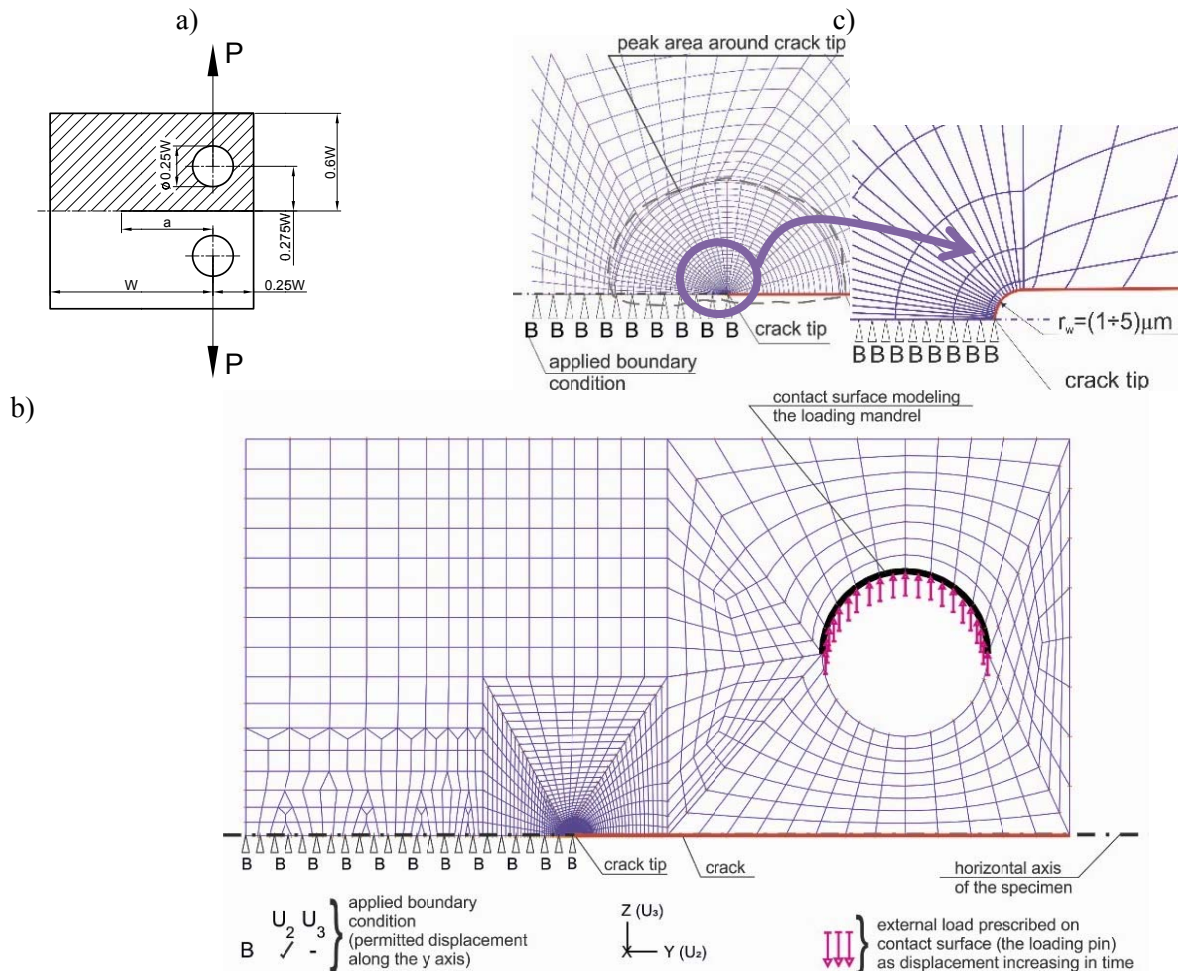 a)
P
ø0.25W
0.6W
0.275W
a
W
0.25W
P
c)
peak area around crack tip
B B B B B B B B B
crack tip
applied boundary
condition
r_w=(1÷5)μm
B B B B B B B B B
crack tip
b)
contact surface modeling
the loading mandrel
B B B B B B B B B B B
crack tip
crack
horizontal axis
of the specimen
U₂ U₃
B ✓ -
applied boundary
condition
(permitted displacement
along the y axis)
Z (U₃)
X Y (U₂)
external load prescribed on
contact surface (the loading pin)
as displacement increasing in time